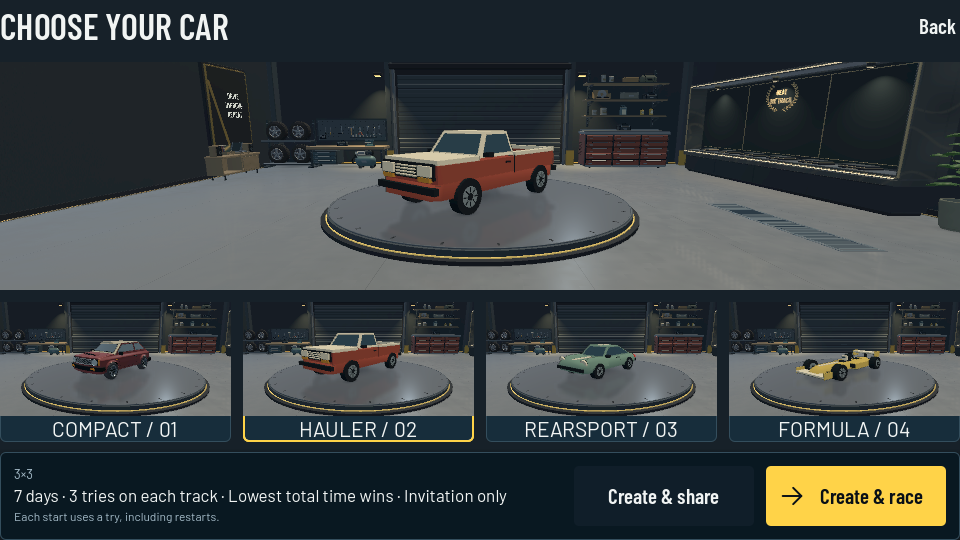 CHOOSE YOUR CAR
Back
COMPACT / 01
HAULER / 02
REARSPORT / 03
FORMULA / 04
3×3
7 days · 3 tries on each track · Lowest total time wins · Invitation only
Each start uses a try, including restarts.
Create & share
Create & race